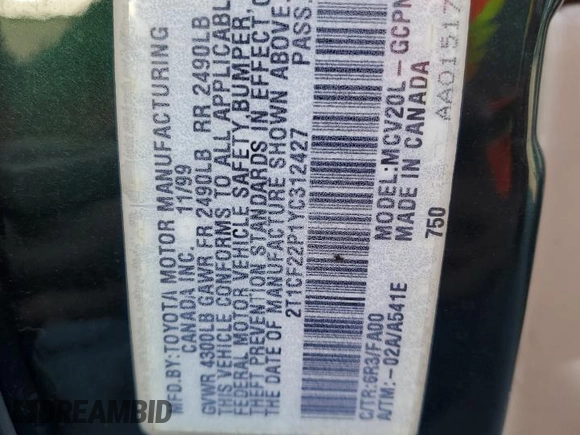 MFD.BY:TOYOTA MOTOR MANUFACTURING
CANADA INC. 11/99
GVWR 4300LB GAWR FR 2490LB RR 2490LB
THIS VEHICLE CONFORMS TO ALL APPLICABL
FEDERAL MOTOR VEHICLE SAFETY, BUMPER,
THEFT PREVENTION STANDARDS IN EFFECT O
DATE OF MANUFACTURE SHOWN ABOVE.
2T1CF22P1YC312427 PASS.
C/TR:6R3/FA00 MODEL:MCV20L-GCPN
A/TM:-02A/A541E MADE IN CANADA
750
AA01517
DREAMBID